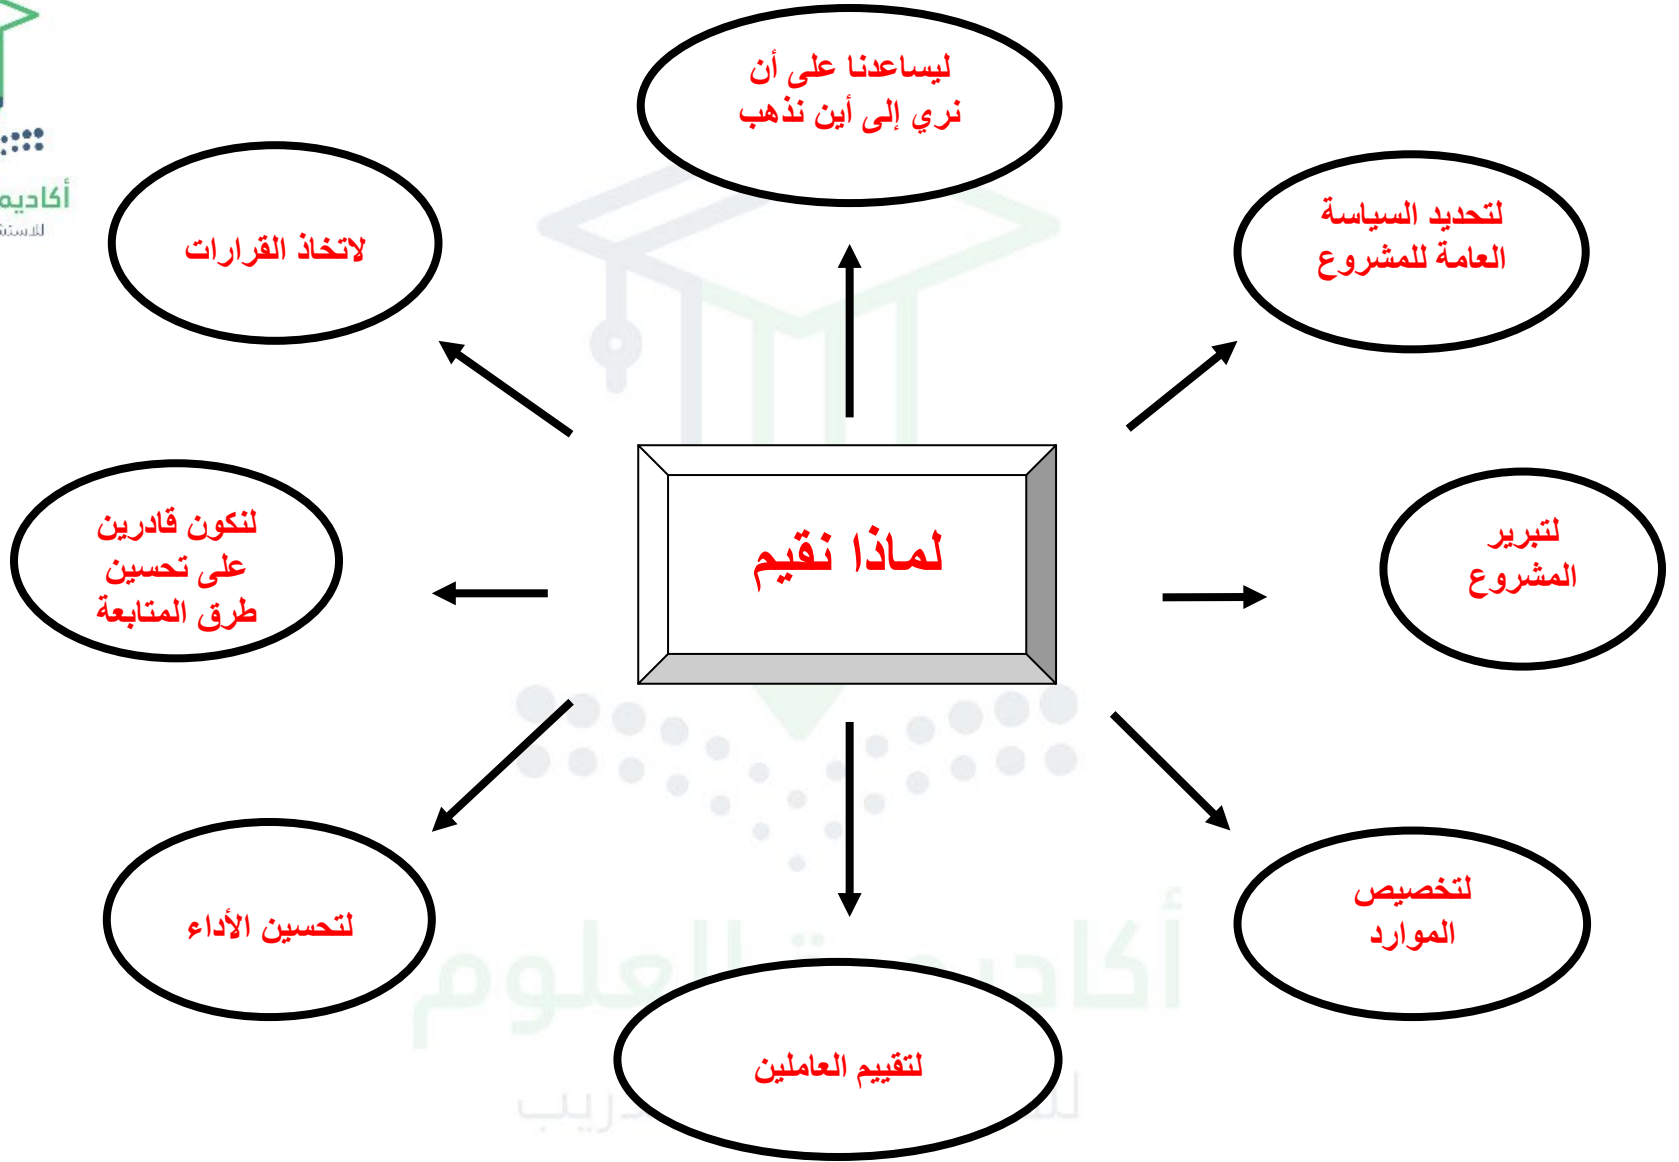 ليساعدنا على أن
نري إلى أين نذهب
لتحديد السياسة
العامة للمشروع
لاتخاذ القرارات
لماذا نقيم
لتبرير
المشروع
لنكون قادرين
على تحسين
طرق المتابعة
لتخصيص
الموارد
لتحسين الأداء
لتقييم العاملين
أكاديمية العلوم